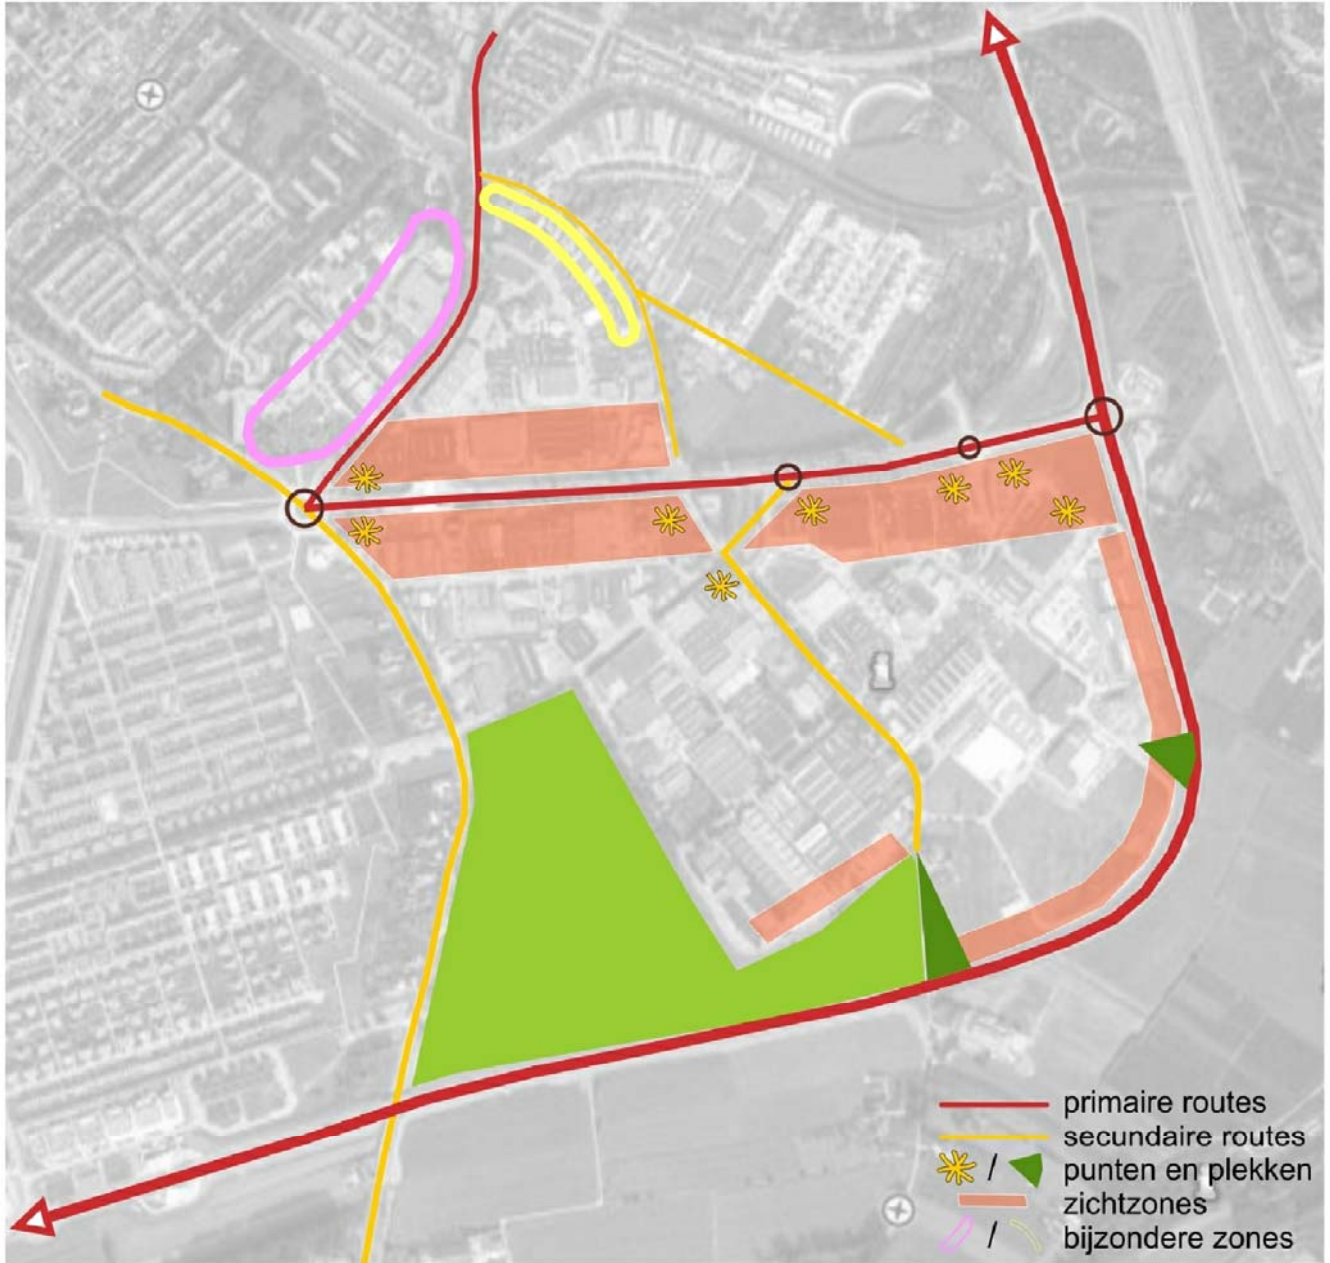 primaire routes
secundaire routes
/ punten en plekken
zichtzones
/ bijzondere zones